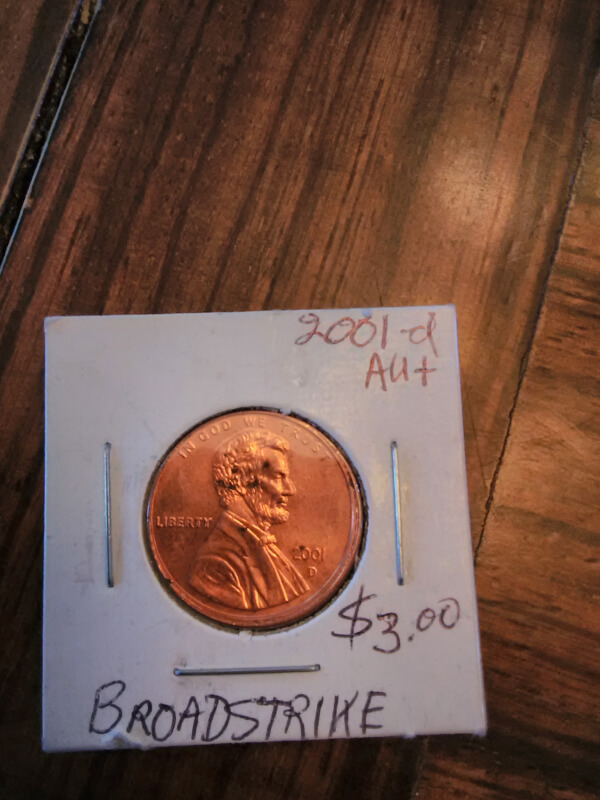 2001-d
AU+
IN GOD WE TRUST
LIBERTY
2001
D
$3.00
BROADSTRIKE